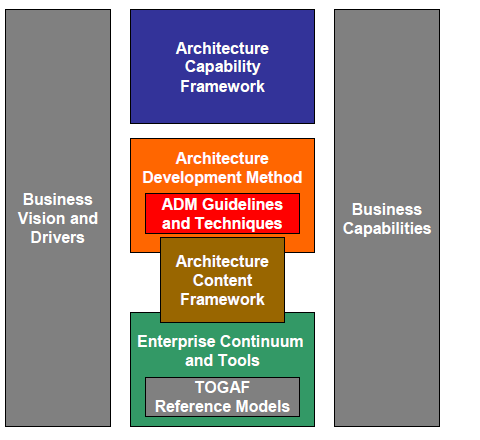 Business
Vision and
Drivers
Architecture
Capability
Framework
Architecture
Development Method
ADM Guidelines
and Techniques
Architecture
Content
Framework
Enterprise Continuum
and Tools
TOGAF
Reference Models
Business
Capabilities